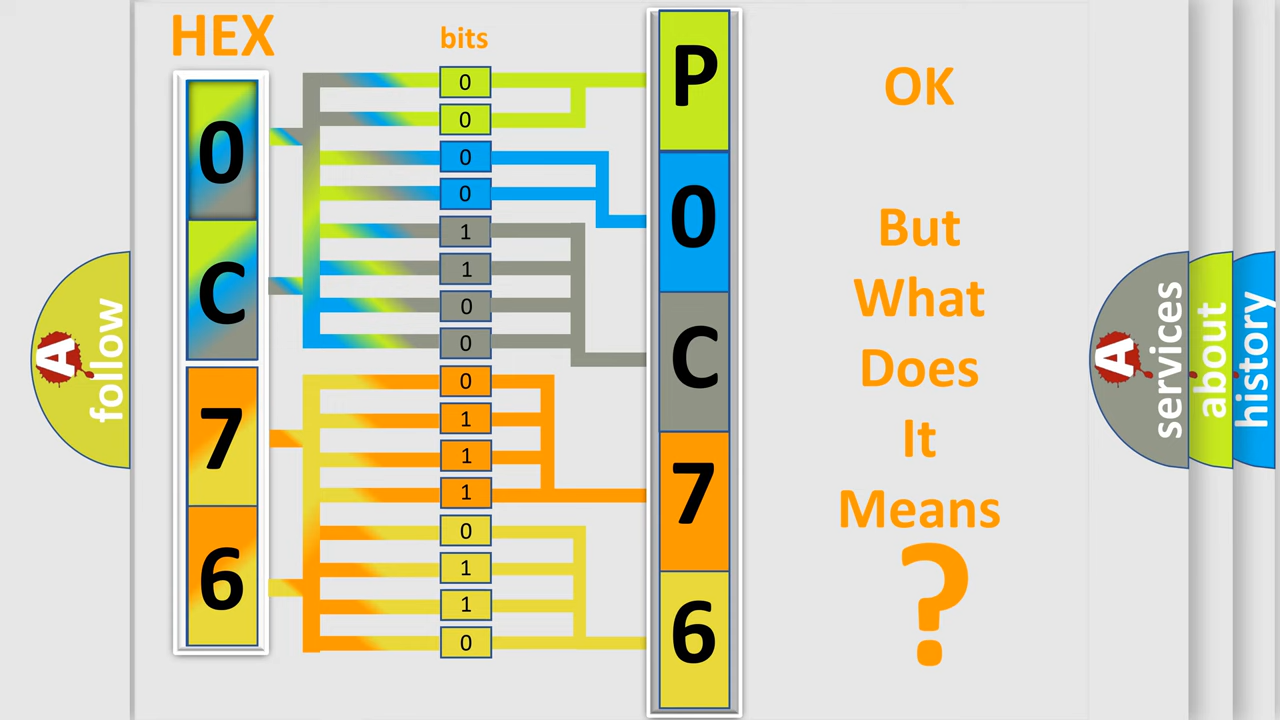 HEX
bits
0
C
7
6
0
0
0
0
1
1
0
0
0
1
1
1
0
1
1
0
P
0
C
7
6
OK
But
What
Does
It
Means
?
A
follow
A
services
about
history